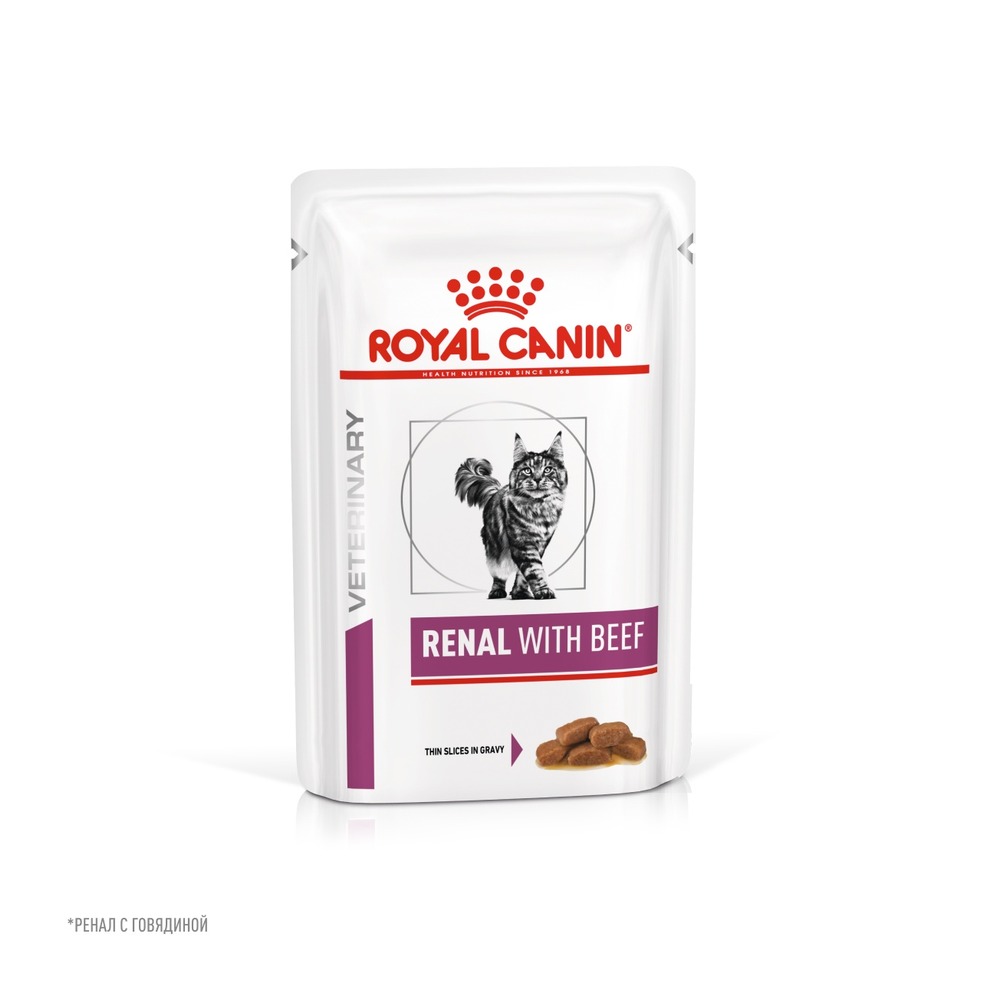 ROYAL CANIN®
HEALTH NUTRITION SINCE 1968
VETERINARY
RENAL WITH BEEF
THIN SLICES IN GRAVY
*РЕНАЛ С ГОВЯДИНОЙ